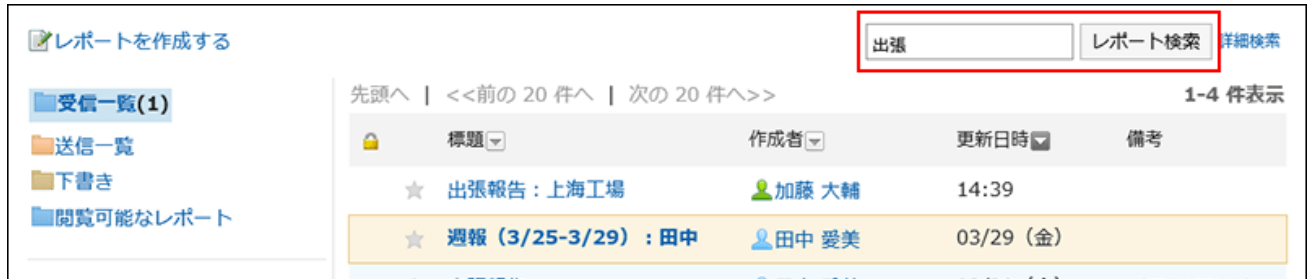 レポートを作成する
出張 レポート検索 詳細検索
受信一覧(1)
送信一覧
下書き
閲覧可能なレポート
先頭へ | <<前の 20 件へ | 次の 20 件へ>> 1-4 件表示
標題 作成者 更新日時 備考
出張報告：上海工場 加藤 大輔 14:39
週報（3/25-3/29）：田中 田中 愛美 03/29（金）